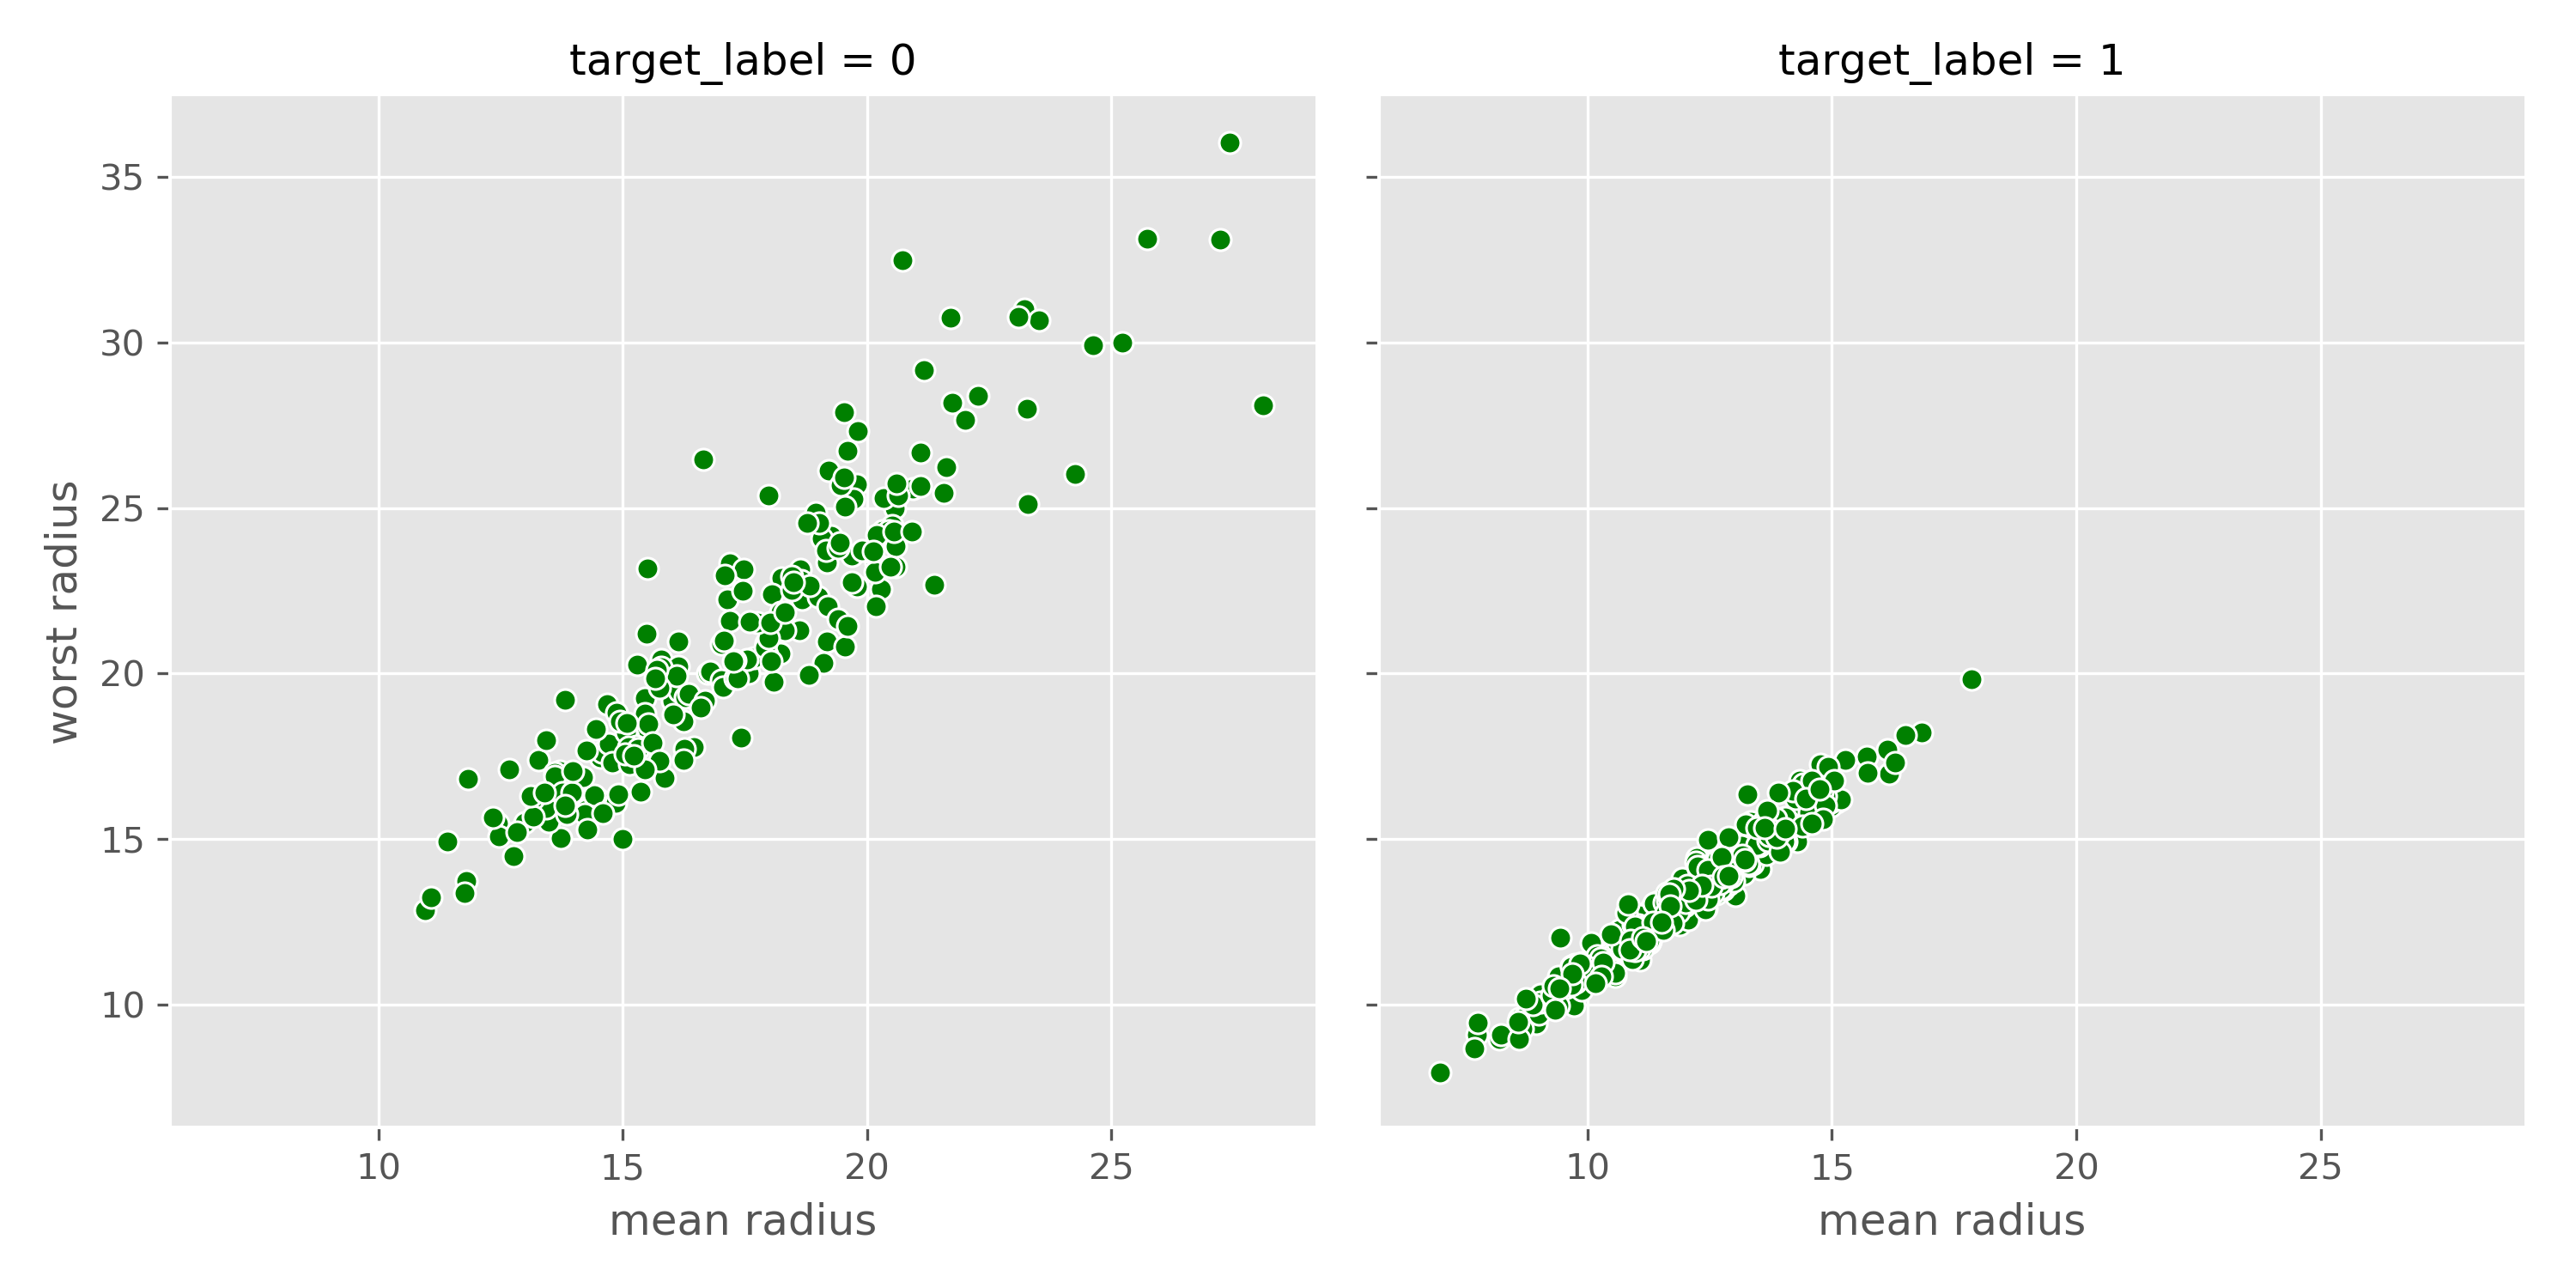 target_label = 0
target_label = 1
35
30
25
20
15
10
worst radius
10 15 20 25
10 15 20 25
mean radius
mean radius